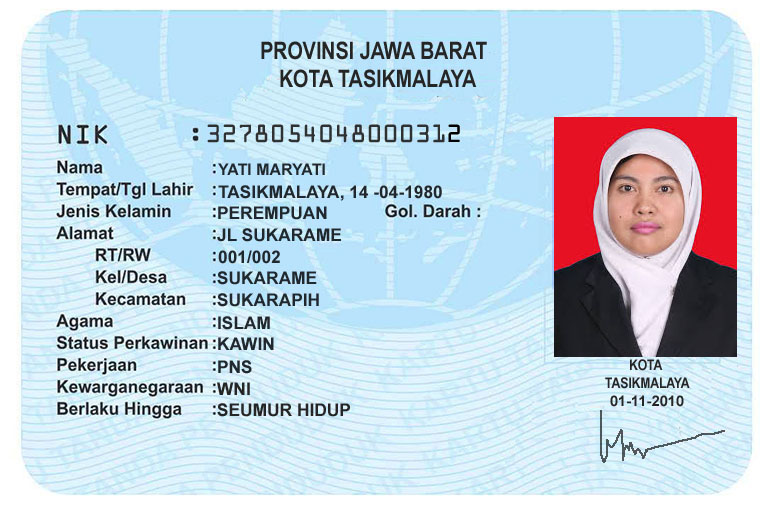 PROVINSI JAWA BARAT
KOTA TASIKMALAYA
NIK : 3278054048000312
Nama :YATI MARYATI
Tempat/Tgl Lahir :TASIKMALAYA, 14 -04-1980
Jenis Kelamin :PEREMPUAN Gol. Darah :
Alamat :JL SUKARAME
RT/RW :001/002
Kel/Desa :SUKARAME
Kecamatan :SUKARAPIH
Agama :ISLAM
Status Perkawinan :KAWIN
Pekerjaan :PNS
Kewarganegaraan :WNI
Berlaku Hingga :SEUMUR HIDUP
KOTA
TASIKMALAYA
01-11-2010